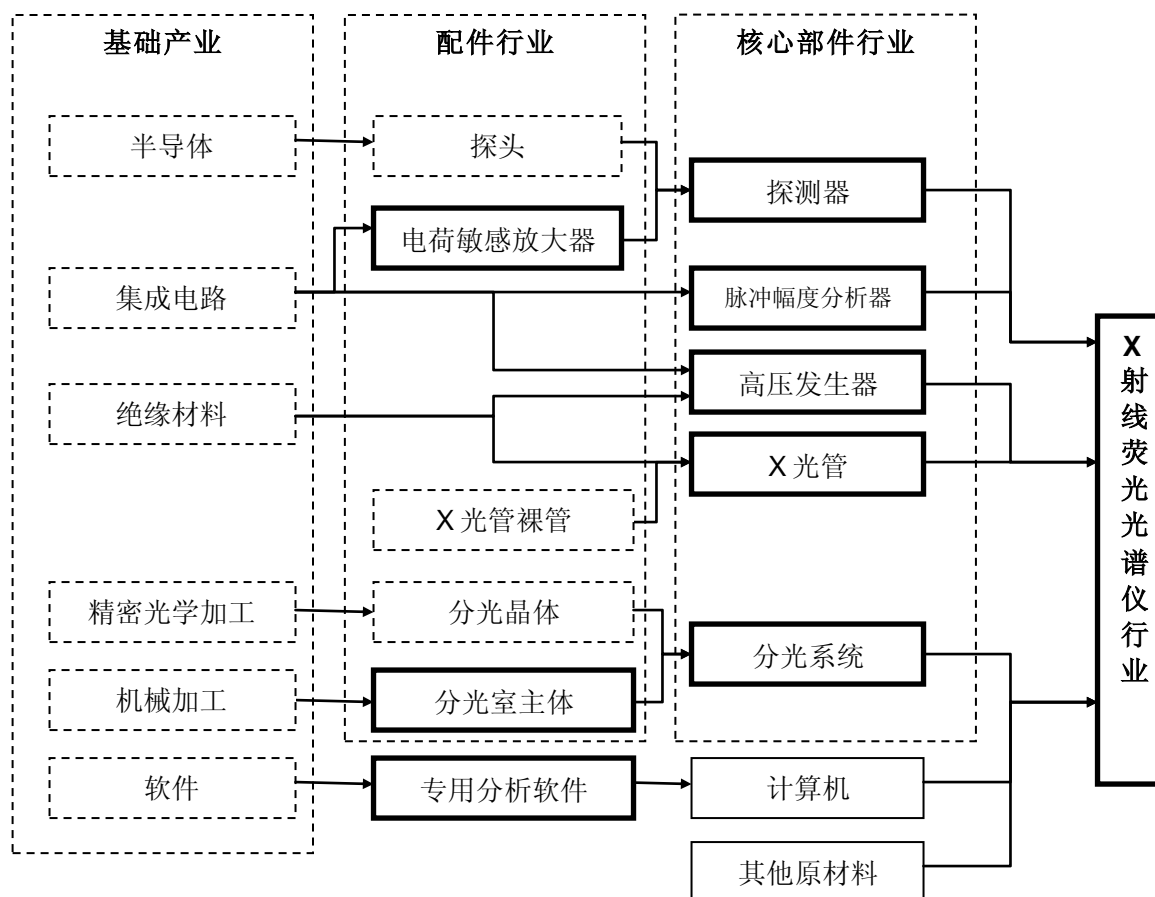 基础产业
配件行业
核心部件行业
半导体
探头
探测器
电荷敏感放大器
集成电路
脉冲幅度分析器
高压发生器
绝缘材料
X光管
X光管裸管
精密光学加工
分光晶体
分光系统
机械加工
分光室主体
软件
专用分析软件
计算机
其他原材料
X
射
线
荧
光
光
谱
仪
行
业